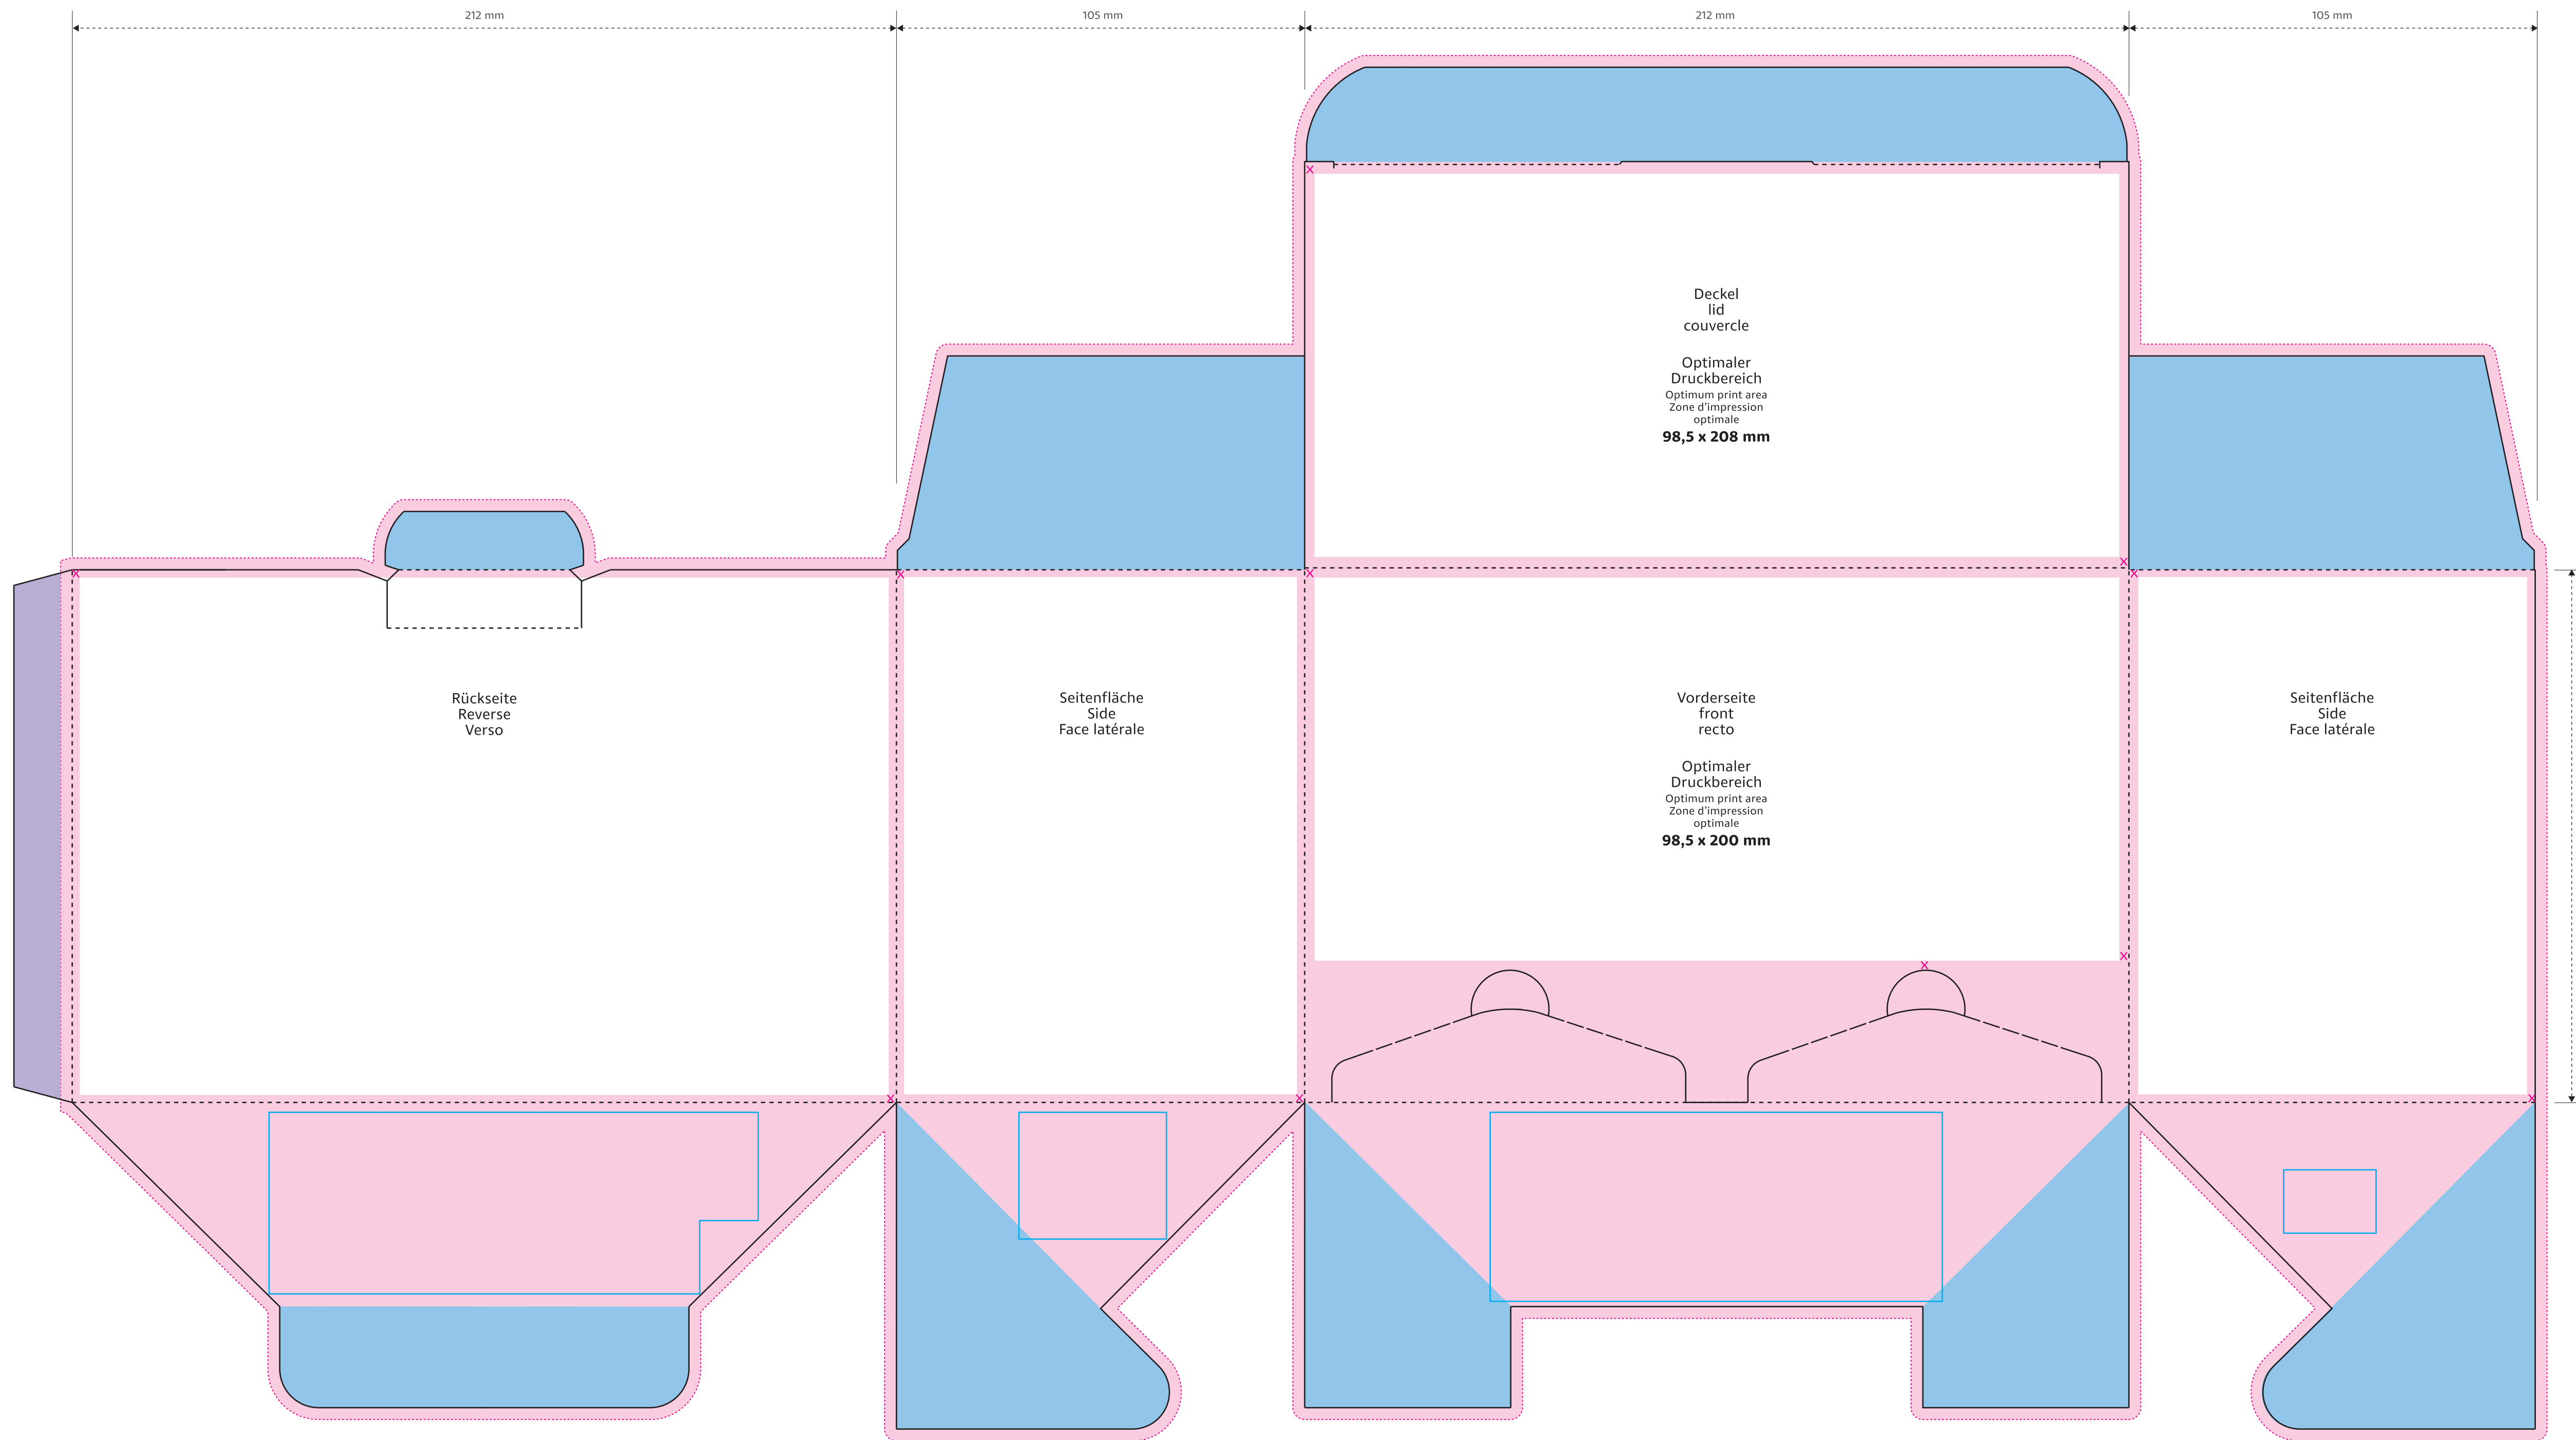 212 mm
105 mm
212 mm
105 mm
Deckel
lid
couvercle
Optimaler
Druckbereich
Optimum print area
Zone d'impression
optimale
98,5 x 208 mm
Rückseite
Reverse
Verso
Seitenfläche
Side
Face latérale
Vorderseite
front
recto
Optimaler
Druckbereich
Optimum print area
Zone d'impression
optimale
98,5 x 200 mm
Seitenfläche
Side
Face latérale